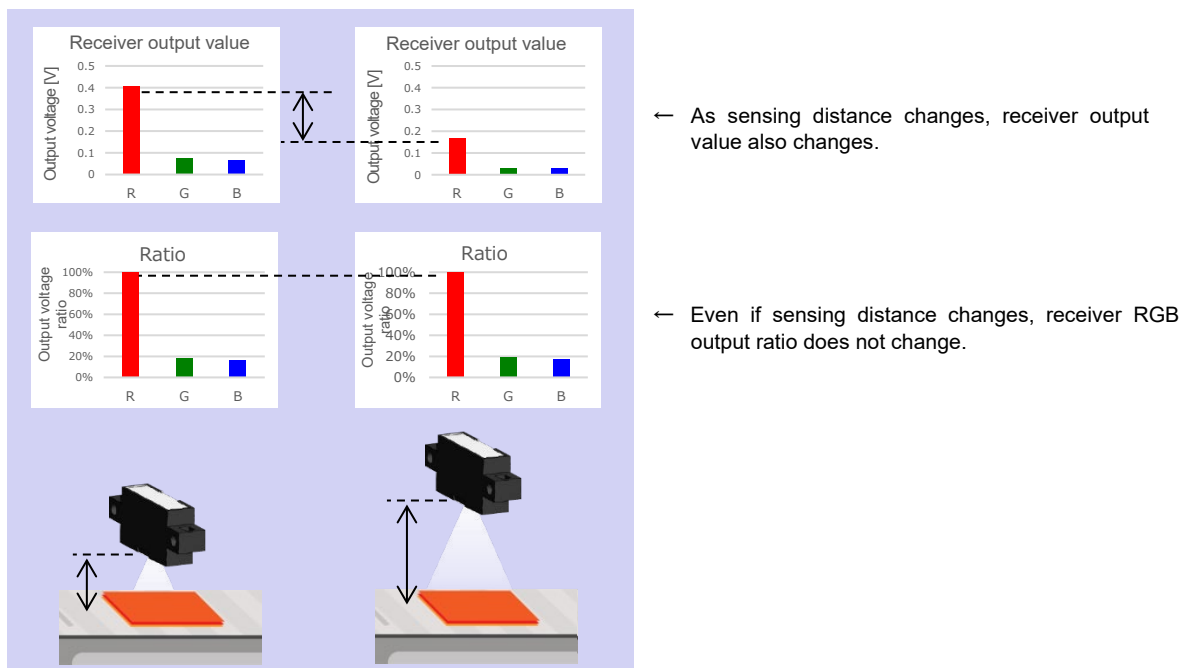 Receiver output value
Output voltage [V]
0.5
0.4
0.3
0.2
0.1
0
R G B
Receiver output value
Output voltage [V]
0.5
0.4
0.3
0.2
0.1
0
R G B
← As sensing distance changes, receiver output
value also changes.
Ratio
Output voltage
ratio
100%
80%
60%
40%
20%
0%
R G B
Ratio
Output voltage
ratio
100%
80%
60%
40%
20%
0%
R G B
← Even if sensing distance changes, receiver RGB
output ratio does not change.